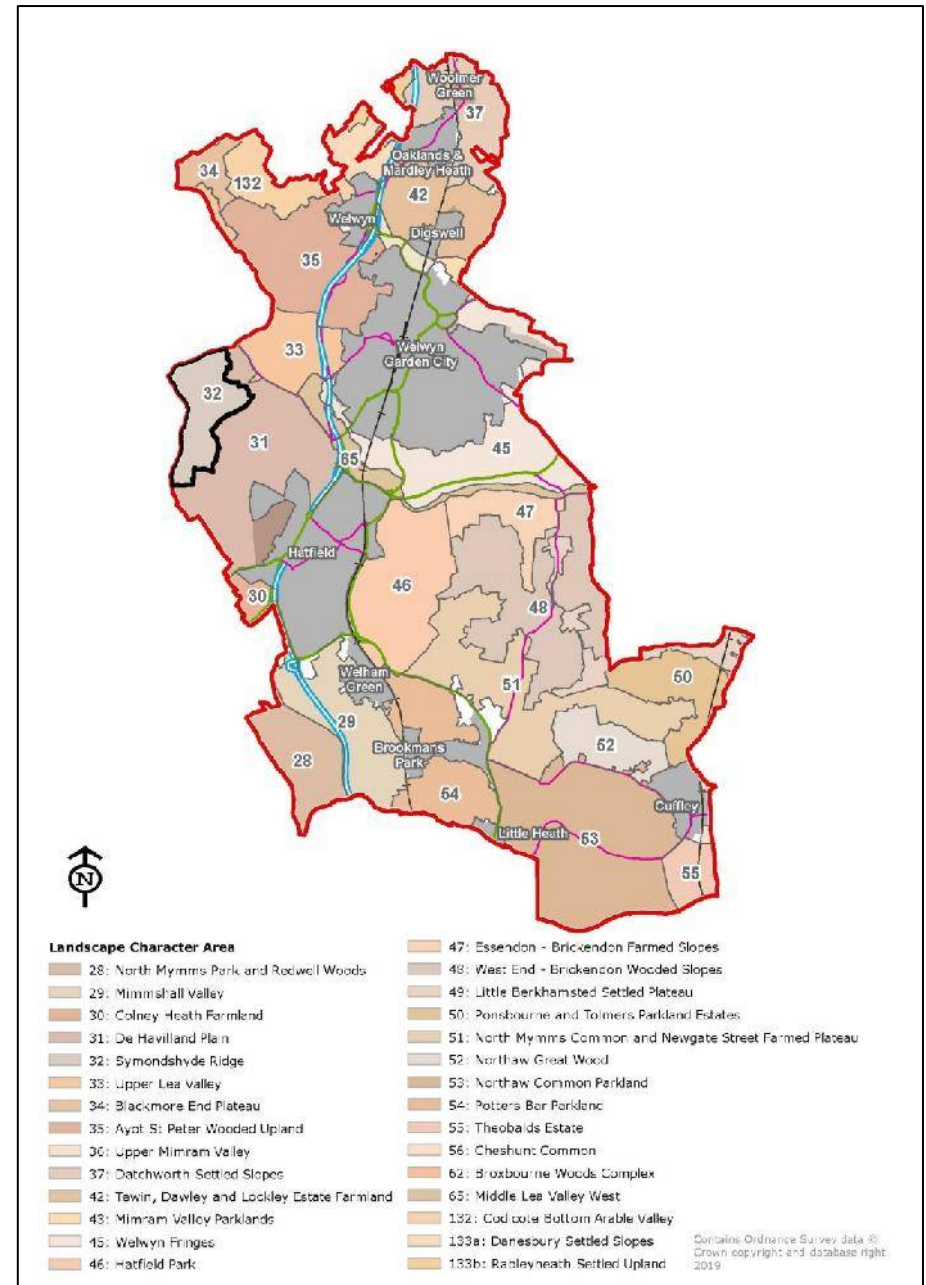 Woolmer
Green
37
Oaklands &
Mardley Heath
34
132
42
Welwyn
Digswell
35
33
Welwyn
Garden City
32
31
45
65
47
Hatfield
46
30
48
Welham
Green
50
51
29
52
28
Brookmans
Park
54
Cuffley
Little Heath
53
55
N
Landscape Character Area
28: North Mymms Park and Redwell Woods
29: Mimmshall Valley
30: Colney Heath Farmland
31: De Havilland Plain
32: Symondshyde Ridge
33: Upper Lea Valley
34: Blackmore End Plateau
35: Ayot St Peter Wooded Upland
36: Upper Mimram Valley
37: Datchworth Settled Slopes
42: Tewin, Dawley and Lockley Estate Farmland
43: Mimram Valley Parklands
45: Welwyn Fringes
46: Hatfield Park
47: Essendon - Brickendon Farmed Slopes
48: West End - Brickendon Wooded Slopes
49: Little Berkhamsted Settled Plateau
50: Ponsbourne and Tolmers Parkland Estates
51: North Mymms Common and Newgate Street Farmed Plateau
52: Northaw Great Wood
53: Northaw Common Parkland
54: Potters Bar Parkland
55: Theobalds Estate
56: Cheshunt Common
62: Broxbourne Woods Complex
65: Middle Lea Valley West
132: Codicote Bottom Arable Valley
133a: Danesbury Settled Slopes
133b: Rableyheath Settled Upland
Contains Ordnance Survey data ©
Crown copyright and database right
2019